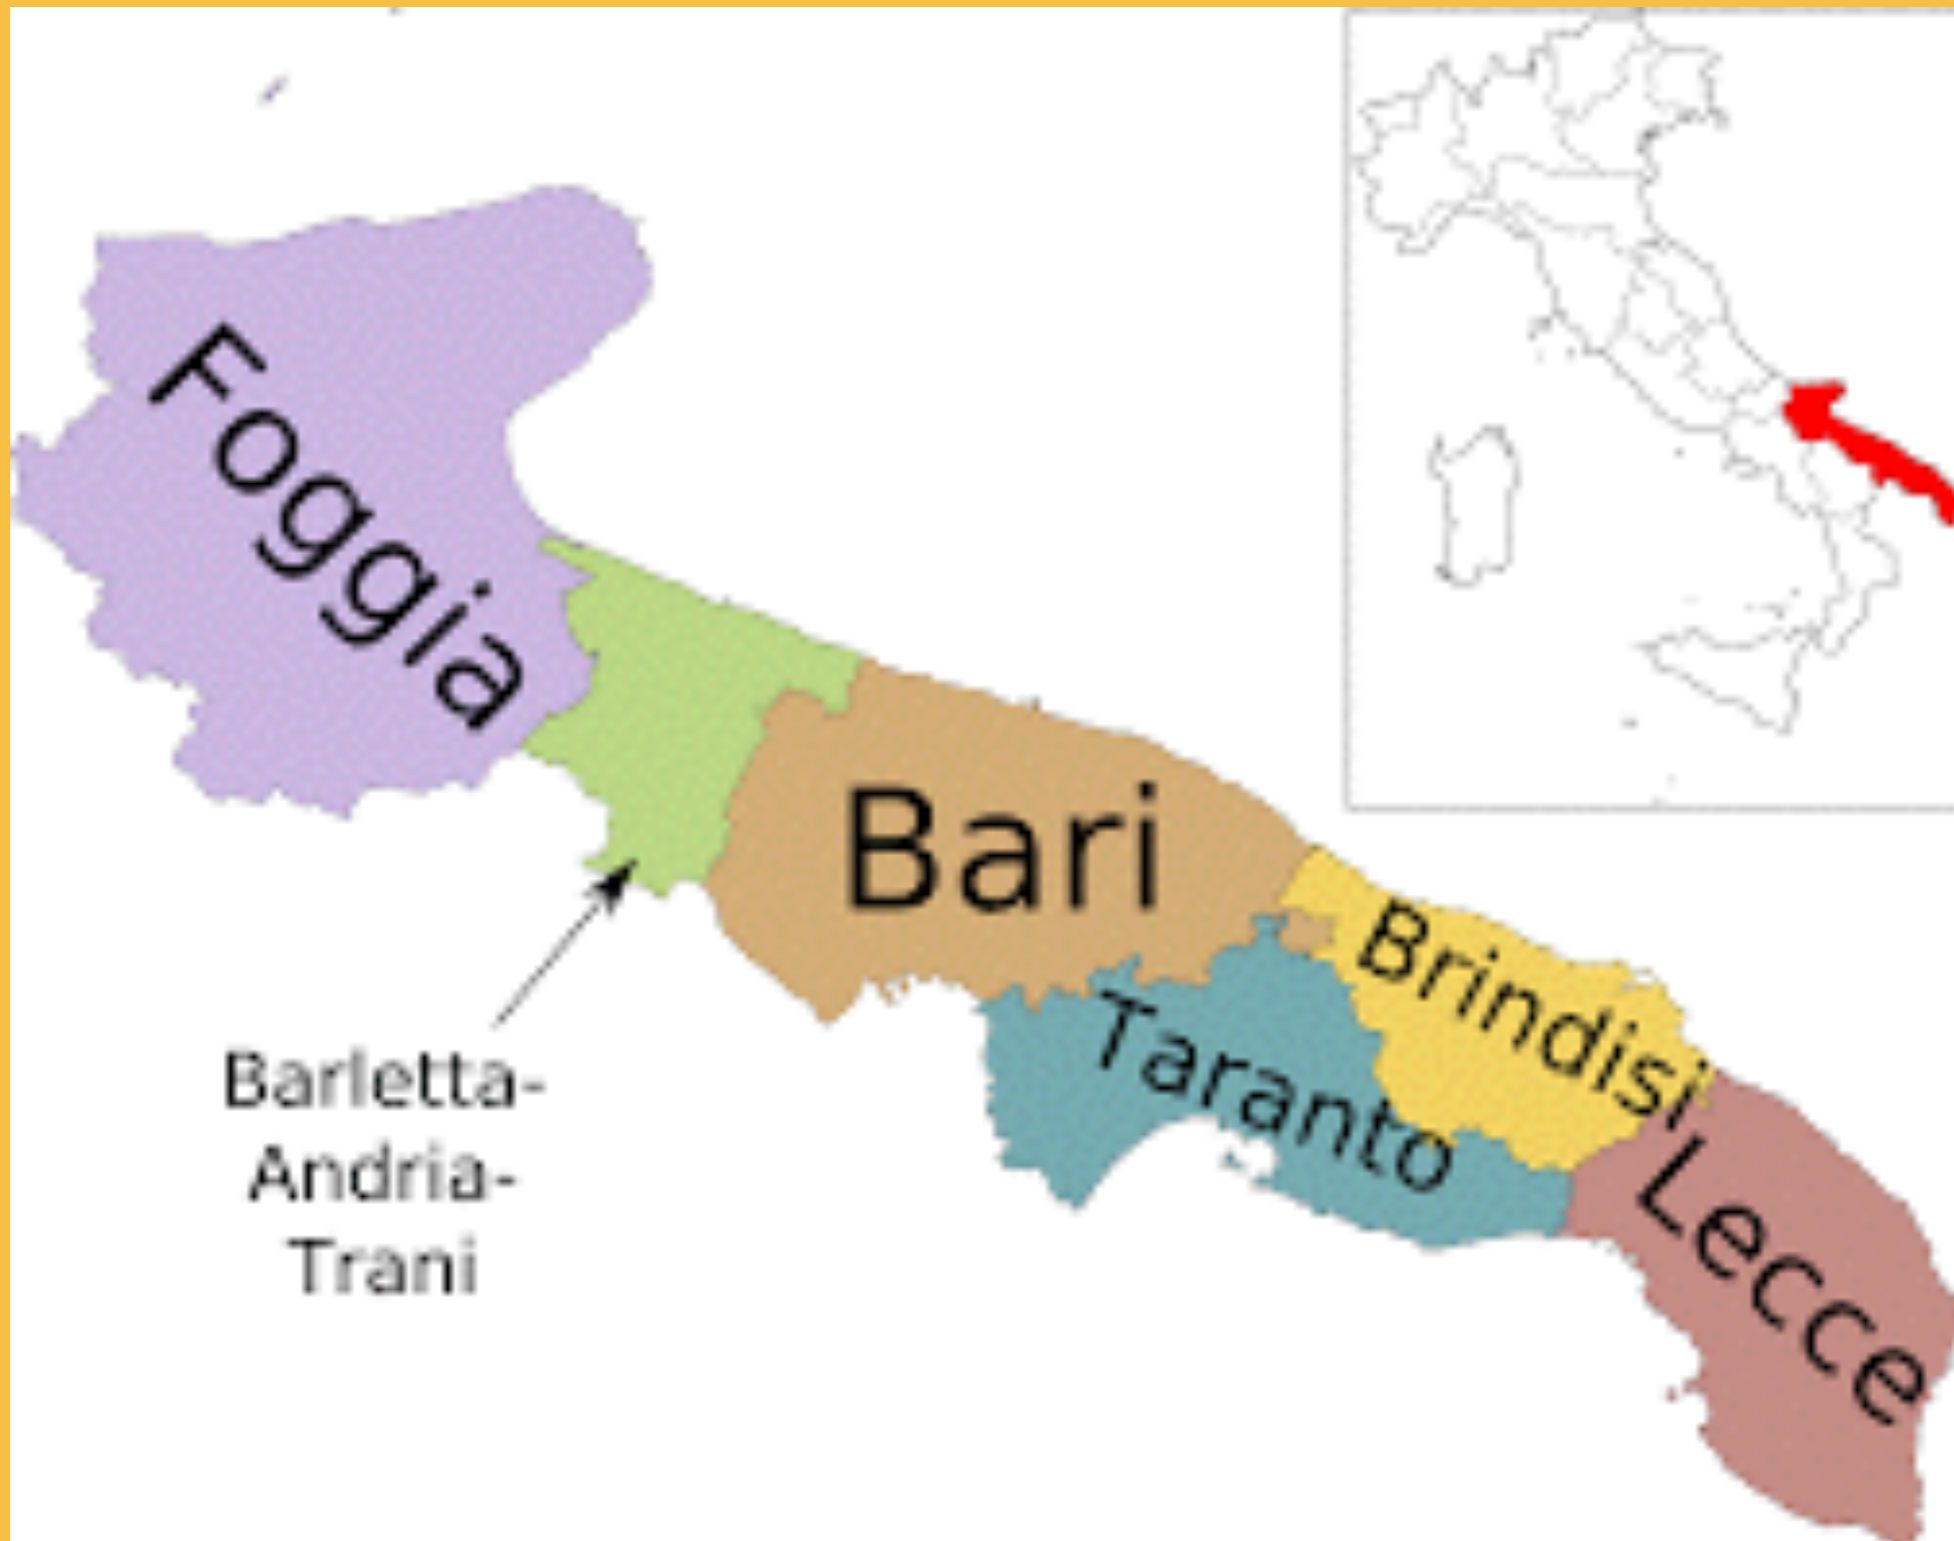 Foggia
Bari
Brindisi
Taranto
Lecce
Barletta-
Andria-
Trani